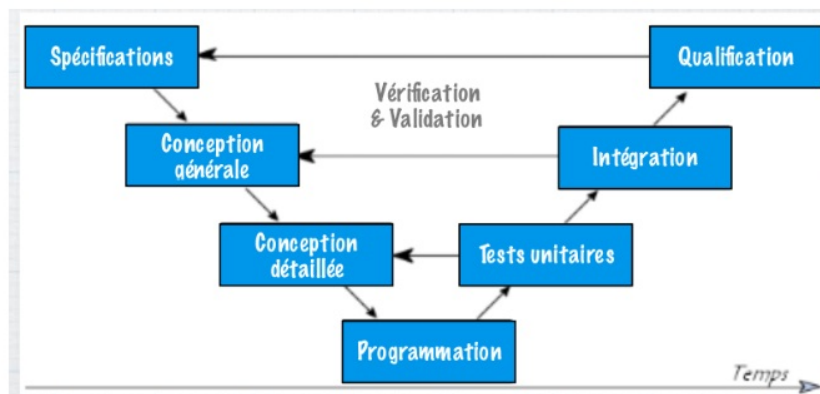 Spécifications
Qualification
Vérification
& Validation
Conception
générale
Intégration
Conception
détaillée
Tests unitaires
Programmation
Temps